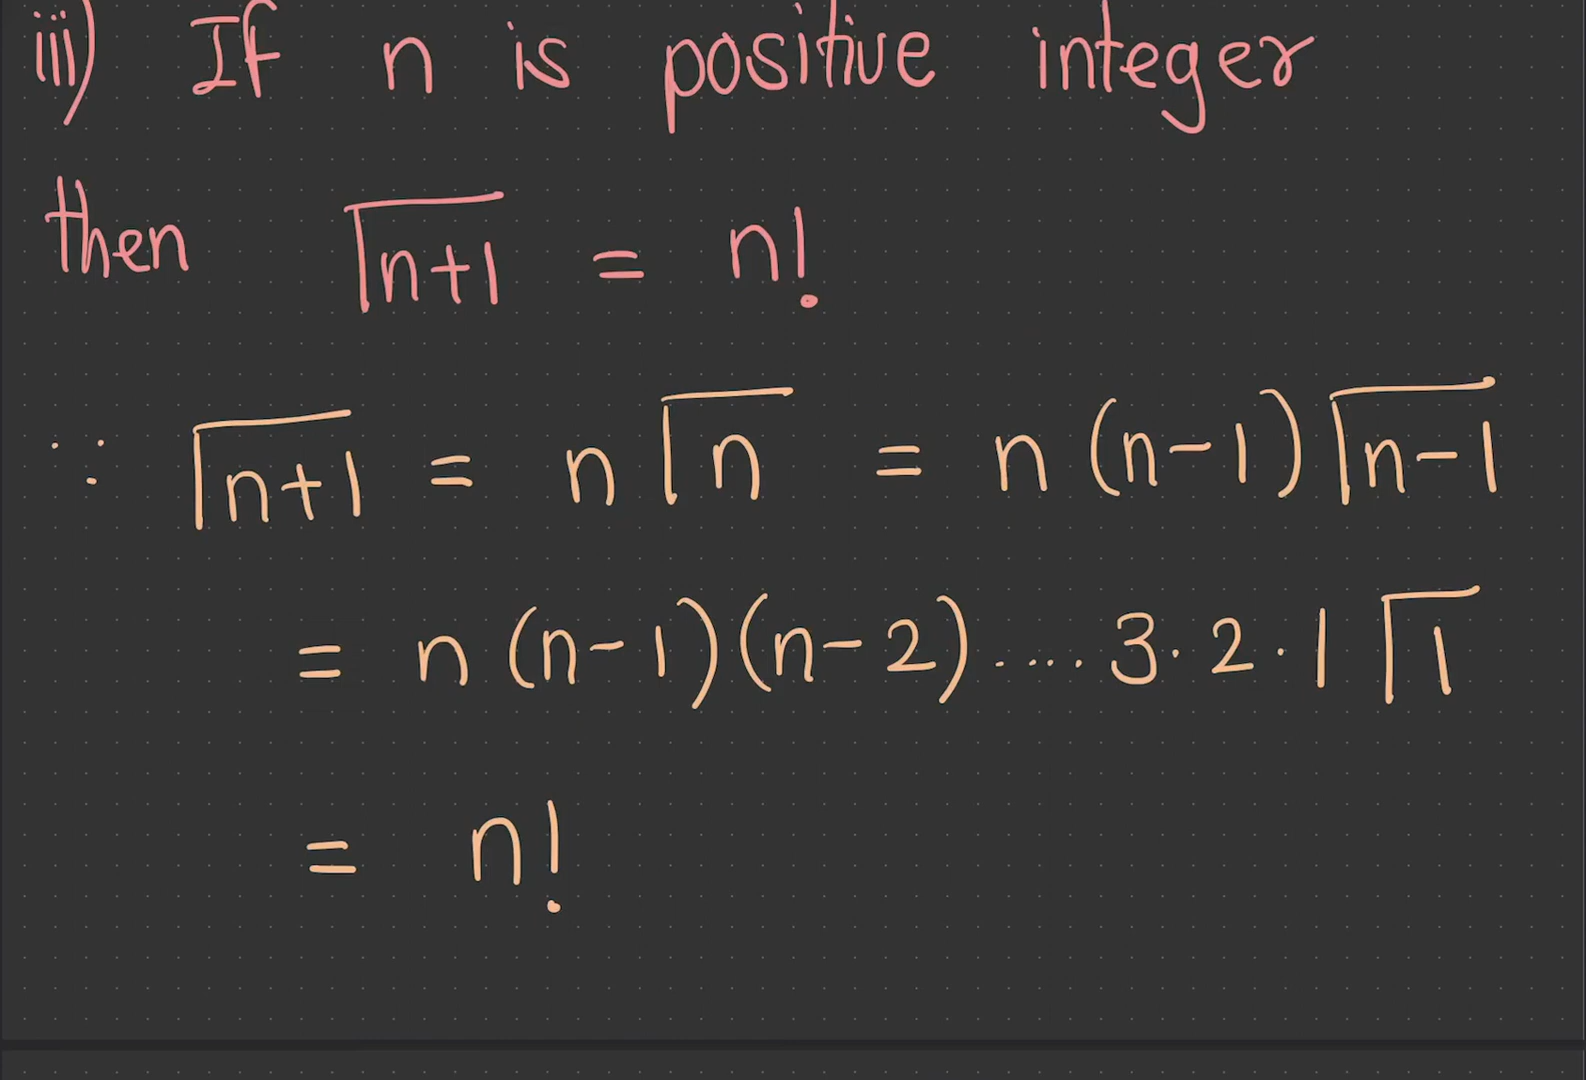 iii) If n is positive integer
then Γn+1 = n!
∵ Γn+1 = n Γn = n (n-1) Γn-1
= n (n-1) (n-2) ..... 3 · 2 · 1 Γ1
= n!